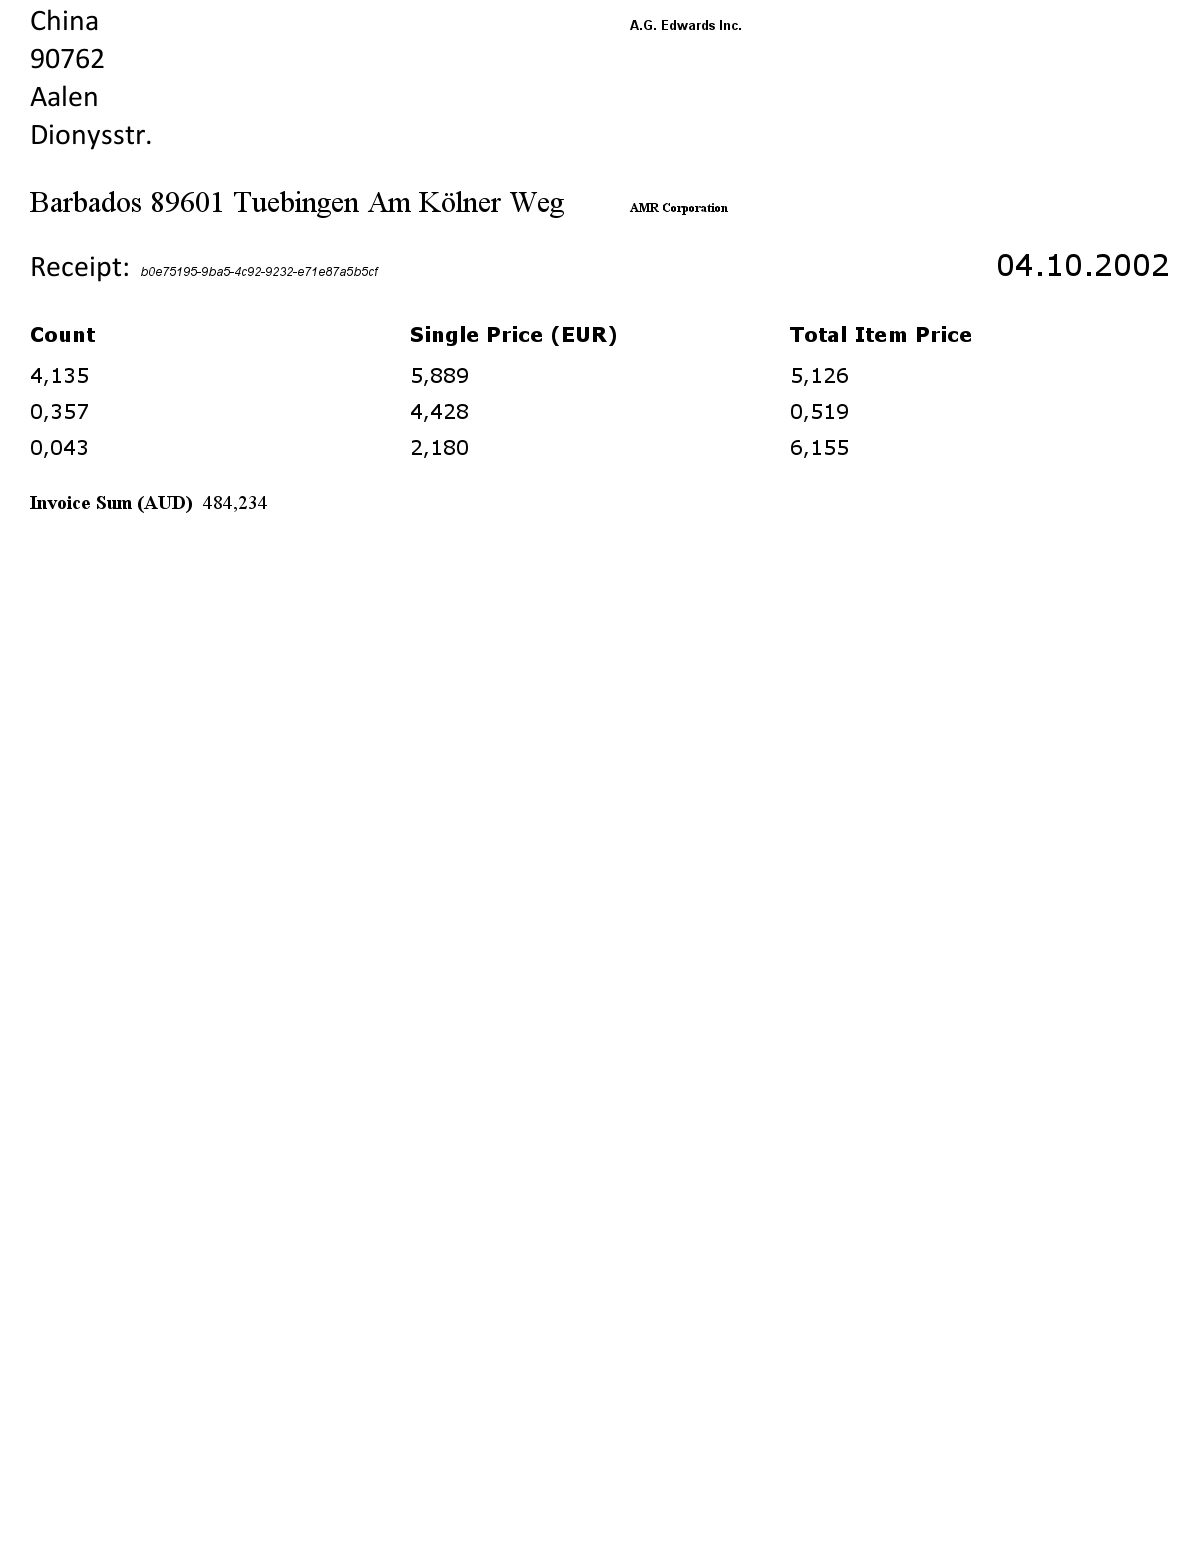 China
A.G. Edwards Inc.
90762
Aalen
Dionysstr.
Barbados 89601 Tuebingen Am Kölner Weg
AMR Corporation
Receipt: b0e75195-9ba5-4c92-9232-e71e87a5b5cf
04.10.2002
Count Single Price (EUR) Total Item Price
4,135 5,889 5,126
0,357 4,428 0,519
0,043 2,180 6,155
Invoice Sum (AUD) 484,234